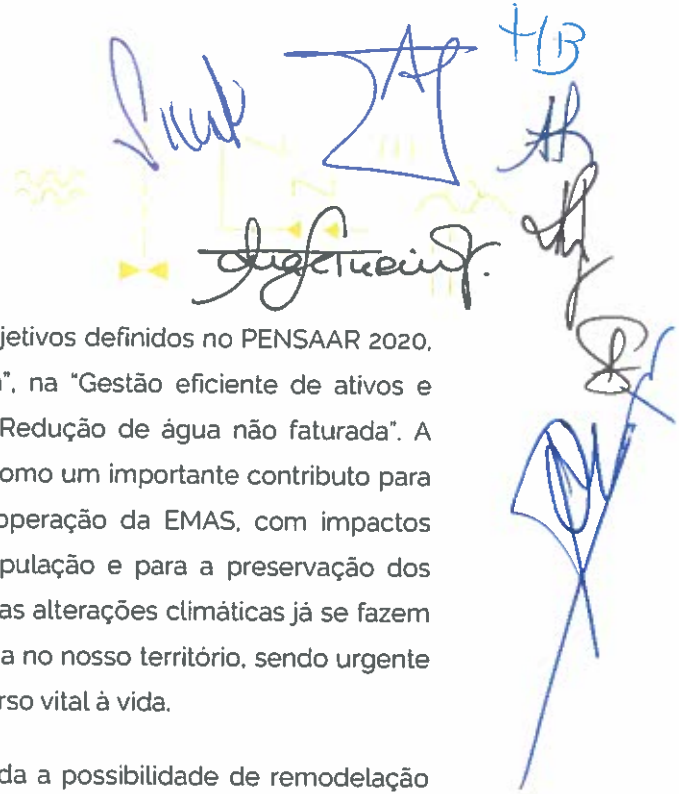 HB
jetivos definidos no PENSAAR 2020,
", na "Gestão eficiente de ativos e
Redução de água não faturada". A
omo um importante contributo para
operação da EMAS, com impactos
pulação e para a preservação dos
as alterações climáticas já se fazem
a no nosso território, sendo urgente
rso vital à vida.
da a possibilidade de remodelação